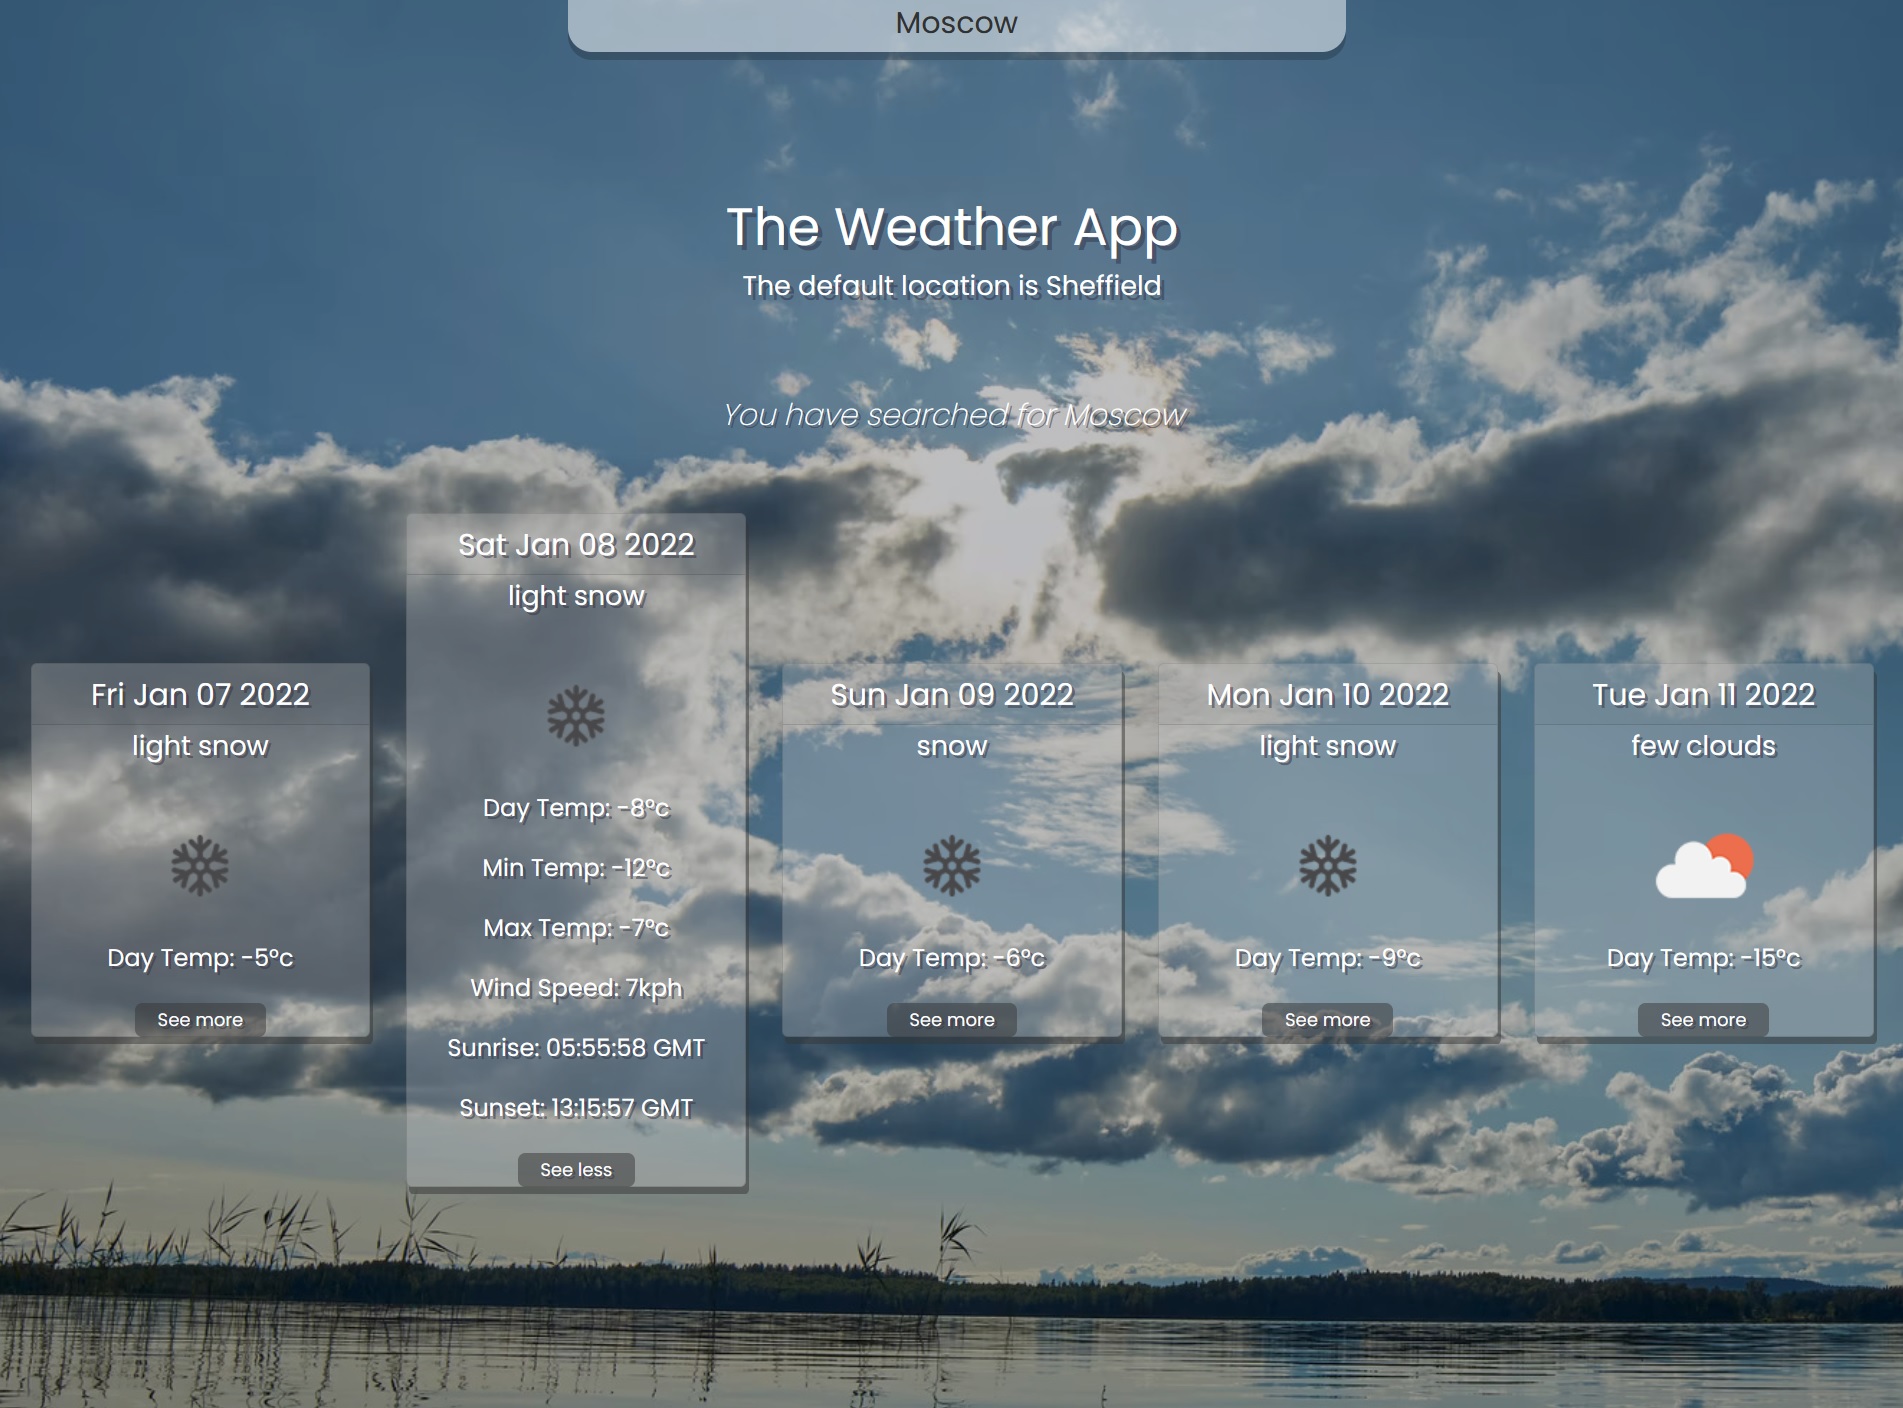 Moscow
The Weather App
The default location is Sheffield
You have searched for Moscow
Fri Jan 07 2022
light snow
Day Temp: -5°c
See more
Sat Jan 08 2022
light snow
Day Temp: -8°c
Min Temp: -12°c
Max Temp: -7°c
Wind Speed: 7kph
Sunrise: 05:55:58 GMT
Sunset: 13:15:57 GMT
See less
Sun Jan 09 2022
snow
Day Temp: -6°c
See more
Mon Jan 10 2022
light snow
Day Temp: -9°c
See more
Tue Jan 11 2022
few clouds
Day Temp: -15°c
See more